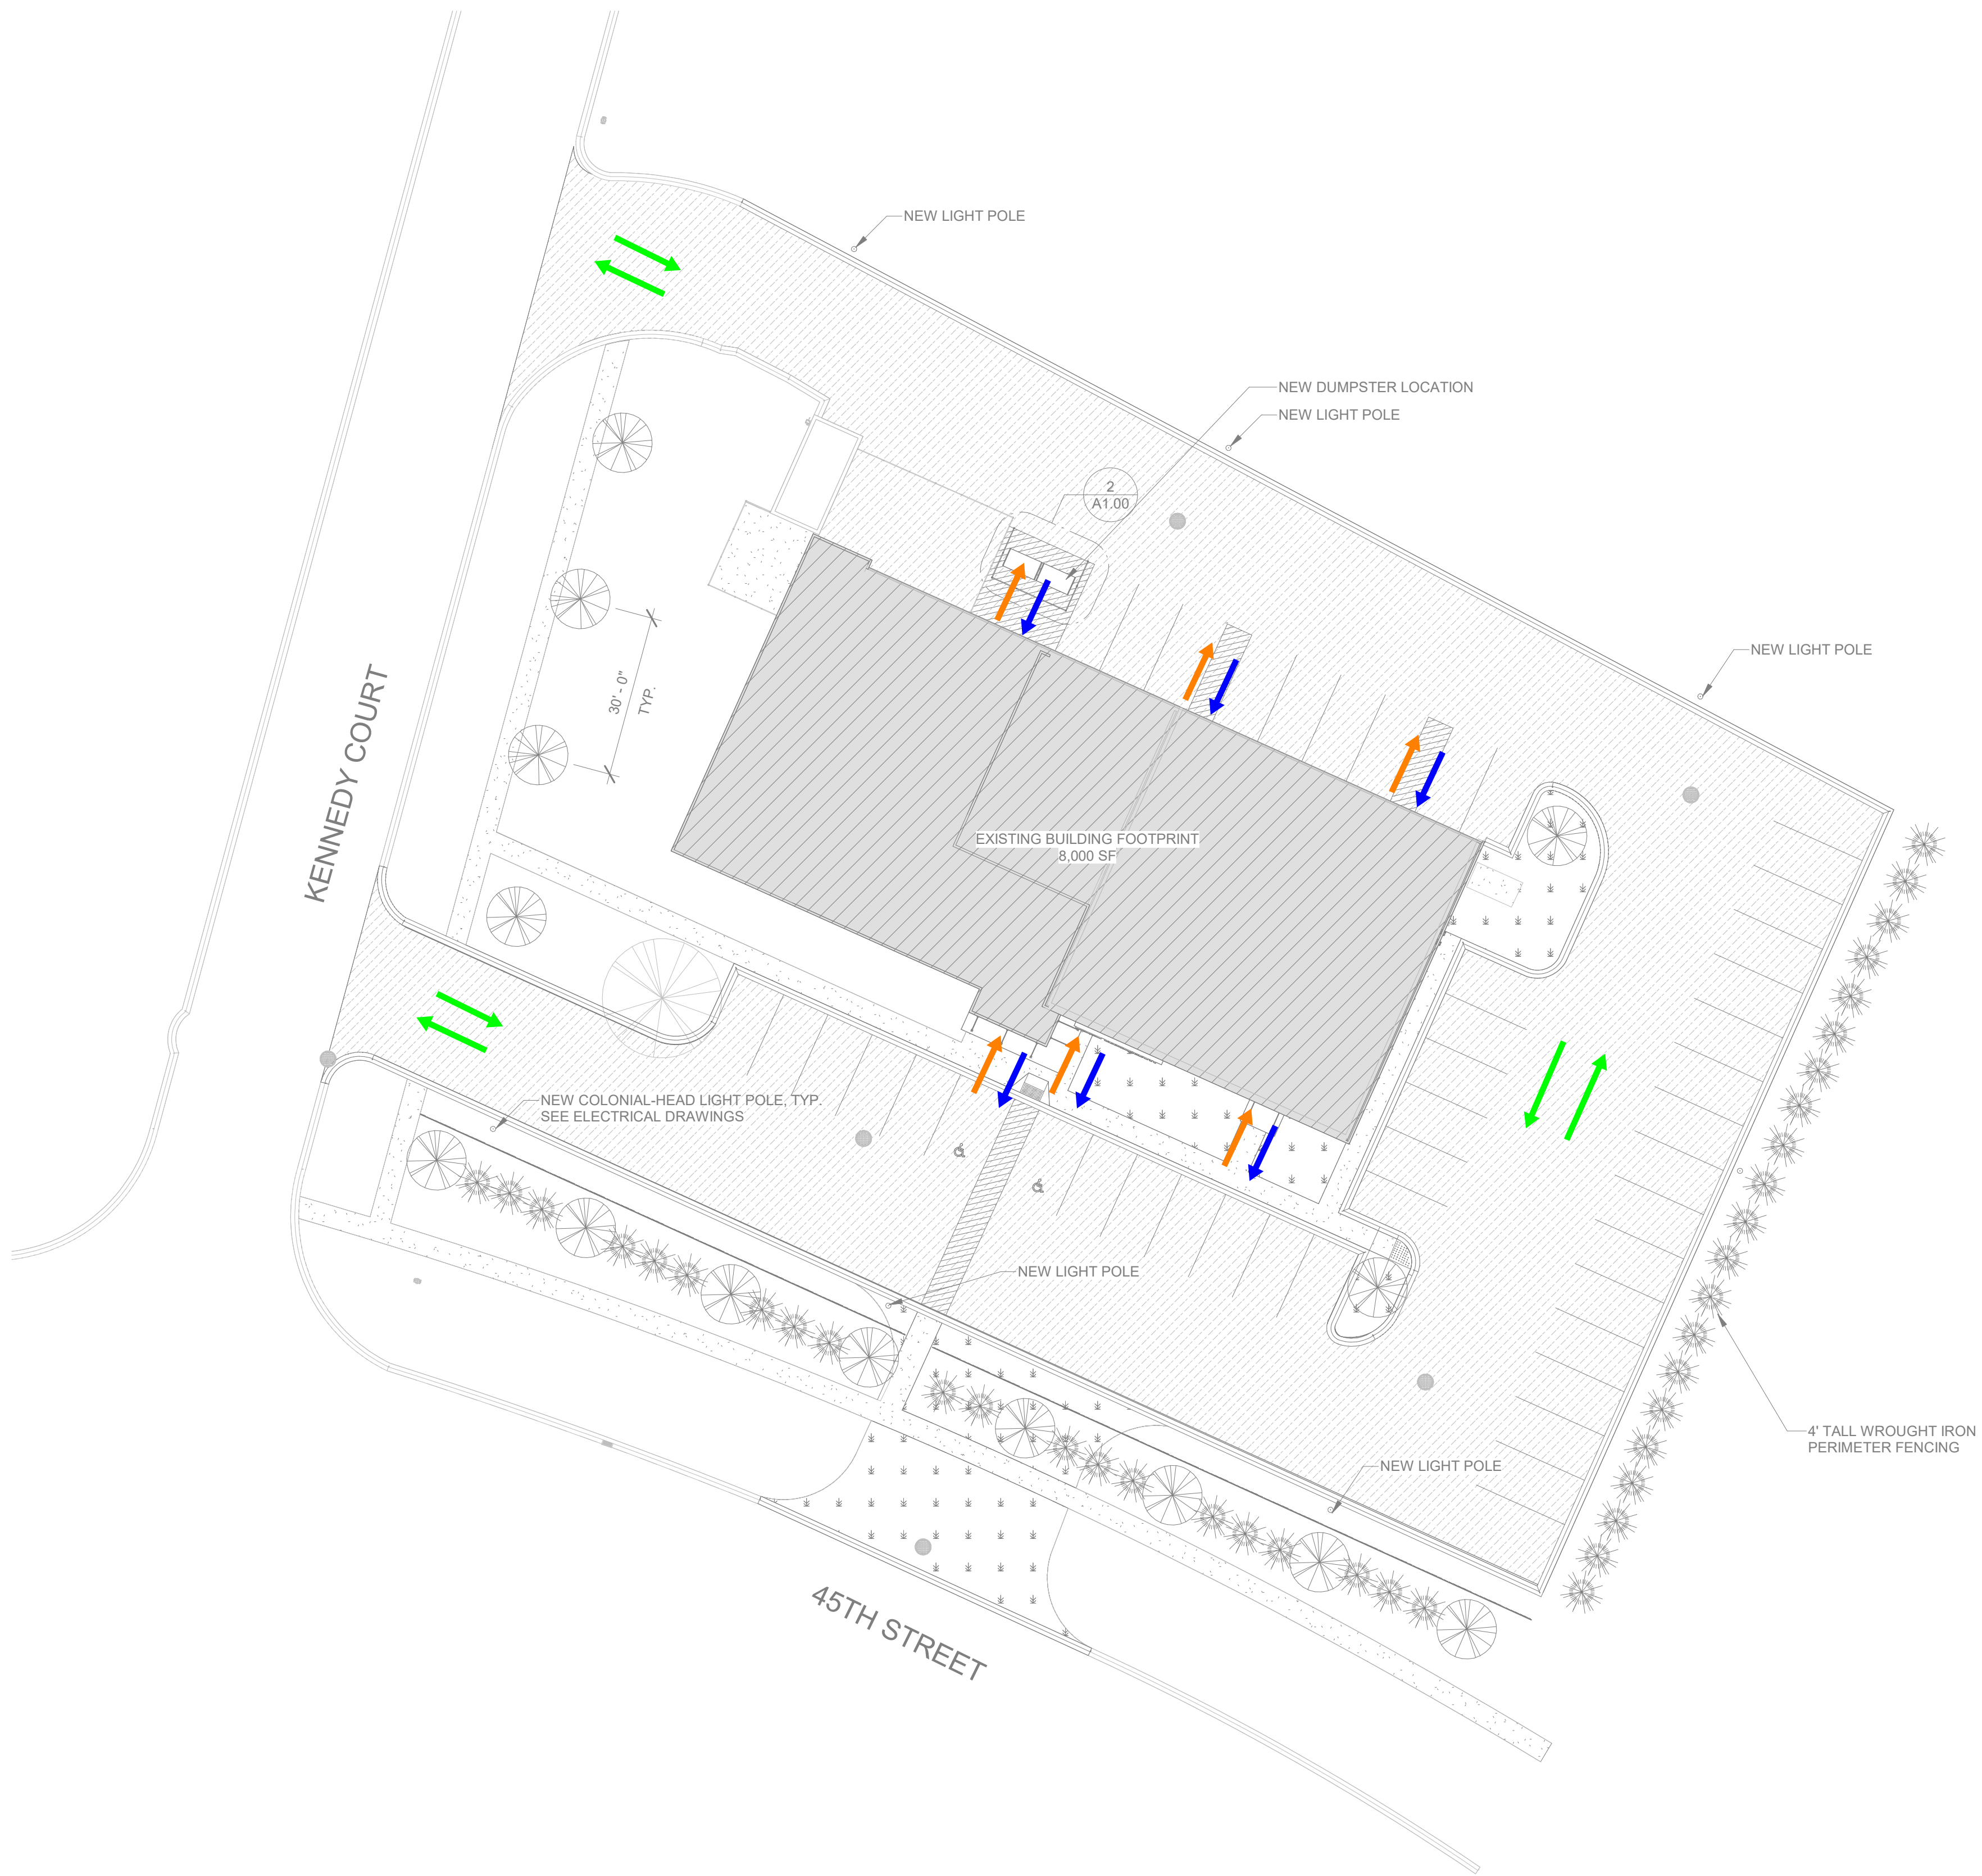 NEW LIGHT POLE
NEW DUMPSTER LOCATION
NEW LIGHT POLE
2
A1.00
NEW LIGHT POLE
30' - 0"
TYP.
KENNEDY COURT
EXISTING BUILDING FOOTPRINT
8,000 SF
NEW COLONIAL-HEAD LIGHT POLE, TYP.
SEE ELECTRICAL DRAWINGS
NEW LIGHT POLE
4' TALL WROUGHT IRON
PERIMETER FENCING
NEW LIGHT POLE
45TH STREET